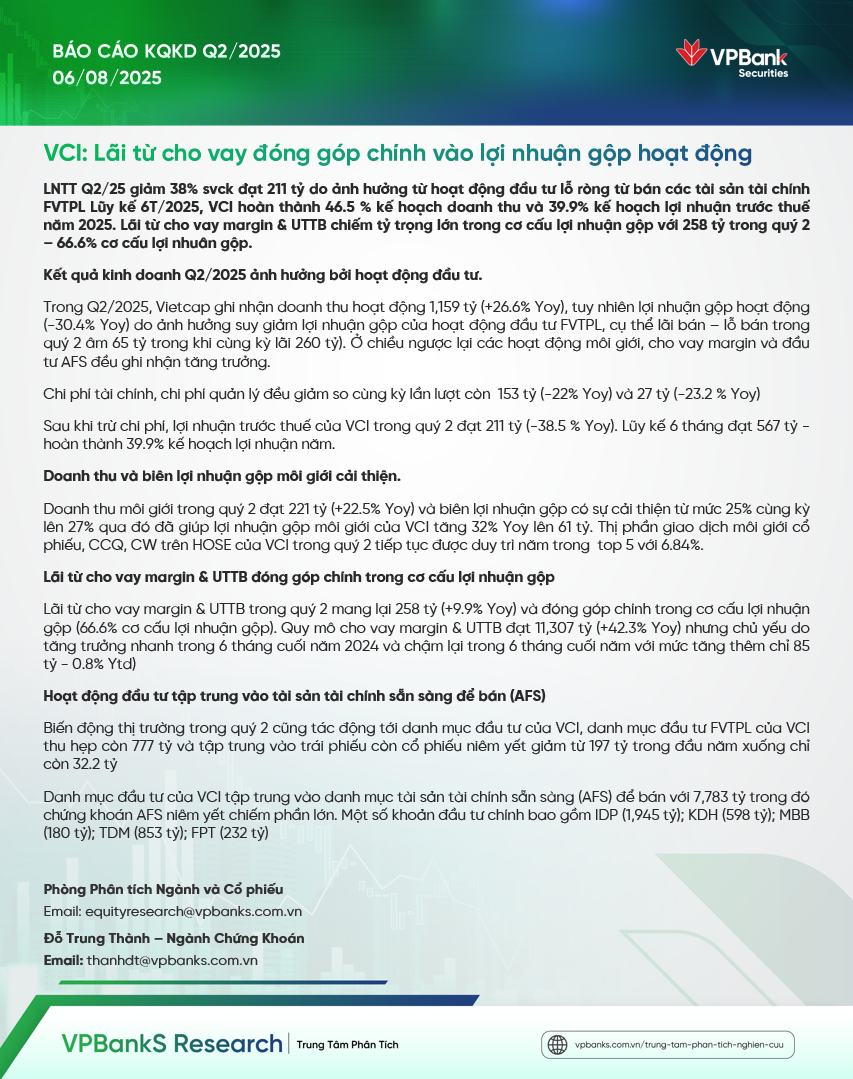 BÁO CÁO KQKD Q2/2025
06/08/2025
VPBank
Securities
VCI: Lãi từ cho vay đóng góp chính vào lợi nhuận gộp hoạt động
LNTT Q2/25 giảm 38% svck đạt 211 tỷ do ảnh hưởng từ hoạt động đầu tư lỗ ròng từ bán các tài sản tài chính
FVTPL Lũy kế 6T/2025, VCI hoàn thành 46.5 % kế hoạch doanh thu và 39.9% kế hoạch lợi nhuận trước thuế
năm 2025. Lãi từ cho vay margin & UTTB chiếm tỷ trọng lớn trong cơ cấu lợi nhuận gộp với 258 tỷ trong quý 2
– 66.6% cơ cấu lợi nhuân gộp.
Kết quả kinh doanh Q2/2025 ảnh hưởng bởi hoạt động đầu tư.
Trong Q2/2025, Vietcap ghi nhận doanh thu hoạt động 1,159 tỷ (+26.6% Yoy), tuy nhiên lợi nhuận gộp hoạt động
(-30.4% Yoy) do ảnh hưởng suy giảm lợi nhuận gộp của hoạt động đầu tư FVTPL, cụ thể lãi bán – lỗ bán trong
quý 2 âm 65 tỷ trong khi cùng kỳ lãi 260 tỷ). Ở chiều ngược lại các hoạt động môi giới, cho vay margin và đầu
tư AFS đều ghi nhận tăng trưởng.
Chi phí tài chính, chi phí quản lý đều giảm so cùng kỳ lần lượt còn 153 tỷ (-22% Yoy) và 27 tỷ (-23.2 % Yoy)
Sau khi trừ chi phí, lợi nhuận trước thuế của VCI trong quý 2 đạt 211 tỷ (-38.5 % Yoy). Lũy kế 6 tháng đạt 567 tỷ -
hoàn thành 39.9% kế hoạch lợi nhuận năm.
Doanh thu và biên lợi nhuận gộp môi giới cải thiện.
Doanh thu môi giới trong quý 2 đạt 221 tỷ (+22.5% Yoy) và biên lợi nhuận gộp có sự cải thiện từ mức 25% cùng kỳ
lên 27% qua đó đã giúp lợi nhuận gộp môi giới của VCI tăng 32% Yoy lên 61 tỷ. Thị phần giao dịch môi giới cổ
phiếu, CCQ, CW trên HOSE của VCI trong quý 2 tiếp tục được duy trì năm trong top 5 với 6.84%.
Lãi từ cho vay margin & UTTB đóng góp chính trong cơ cấu lợi nhuận gộp
Lãi từ cho vay margin & UTTB trong quý 2 mang lại 258 tỷ (+9.9% Yoy) và đóng góp chính trong cơ cấu lợi nhuận
gộp (66.6% cơ cấu lợi nhuận gộp). Quy mô cho vay margin & UTTB đạt 11,307 tỷ (+42.3% Yoy) nhưng chủ yếu do
tăng trưởng nhanh trong 6 tháng cuối năm 2024 và chậm lại trong 6 tháng cuối năm với mức tăng thêm chỉ 85
tỷ - 0.8% Ytd)
Hoạt động đầu tư tập trung vào tài sản tài chính sẵn sàng để bán (AFS)
Biến động thị trường trong quý 2 cũng tác động tới danh mục đầu tư của VCI, danh mục đầu tư FVTPL của VCI
thu hẹp còn 777 tỷ và tập trung vào trái phiếu còn cổ phiếu niêm yết giảm từ 197 tỷ trong đầu năm xuống chỉ
còn 32.2 tỷ
Danh mục đầu tư của VCI tập trung vào danh mục tài sản tài chính sẵn sàng (AFS) để bán với 7,783 tỷ trong đó
chứng khoán AFS niêm yết chiếm phần lớn. Một số khoản đầu tư chính bao gồm IDP (1,945 tỷ); KDH (598 tỷ); MBB
(180 tỷ); TDM (853 tỷ); FPT (232 tỷ)
Phòng Phân tích Ngành và Cổ phiếu
Email: equityresearch@vpbanks.com.vn
Đỗ Trung Thành – Ngành Chứng Khoán
Email: thanhdt@vpbanks.com.vn
VPBankS Research
Trung Tâm Phân Tích
vpbanks.com.vn/trung-tam-phan-tich-nghien-cuu